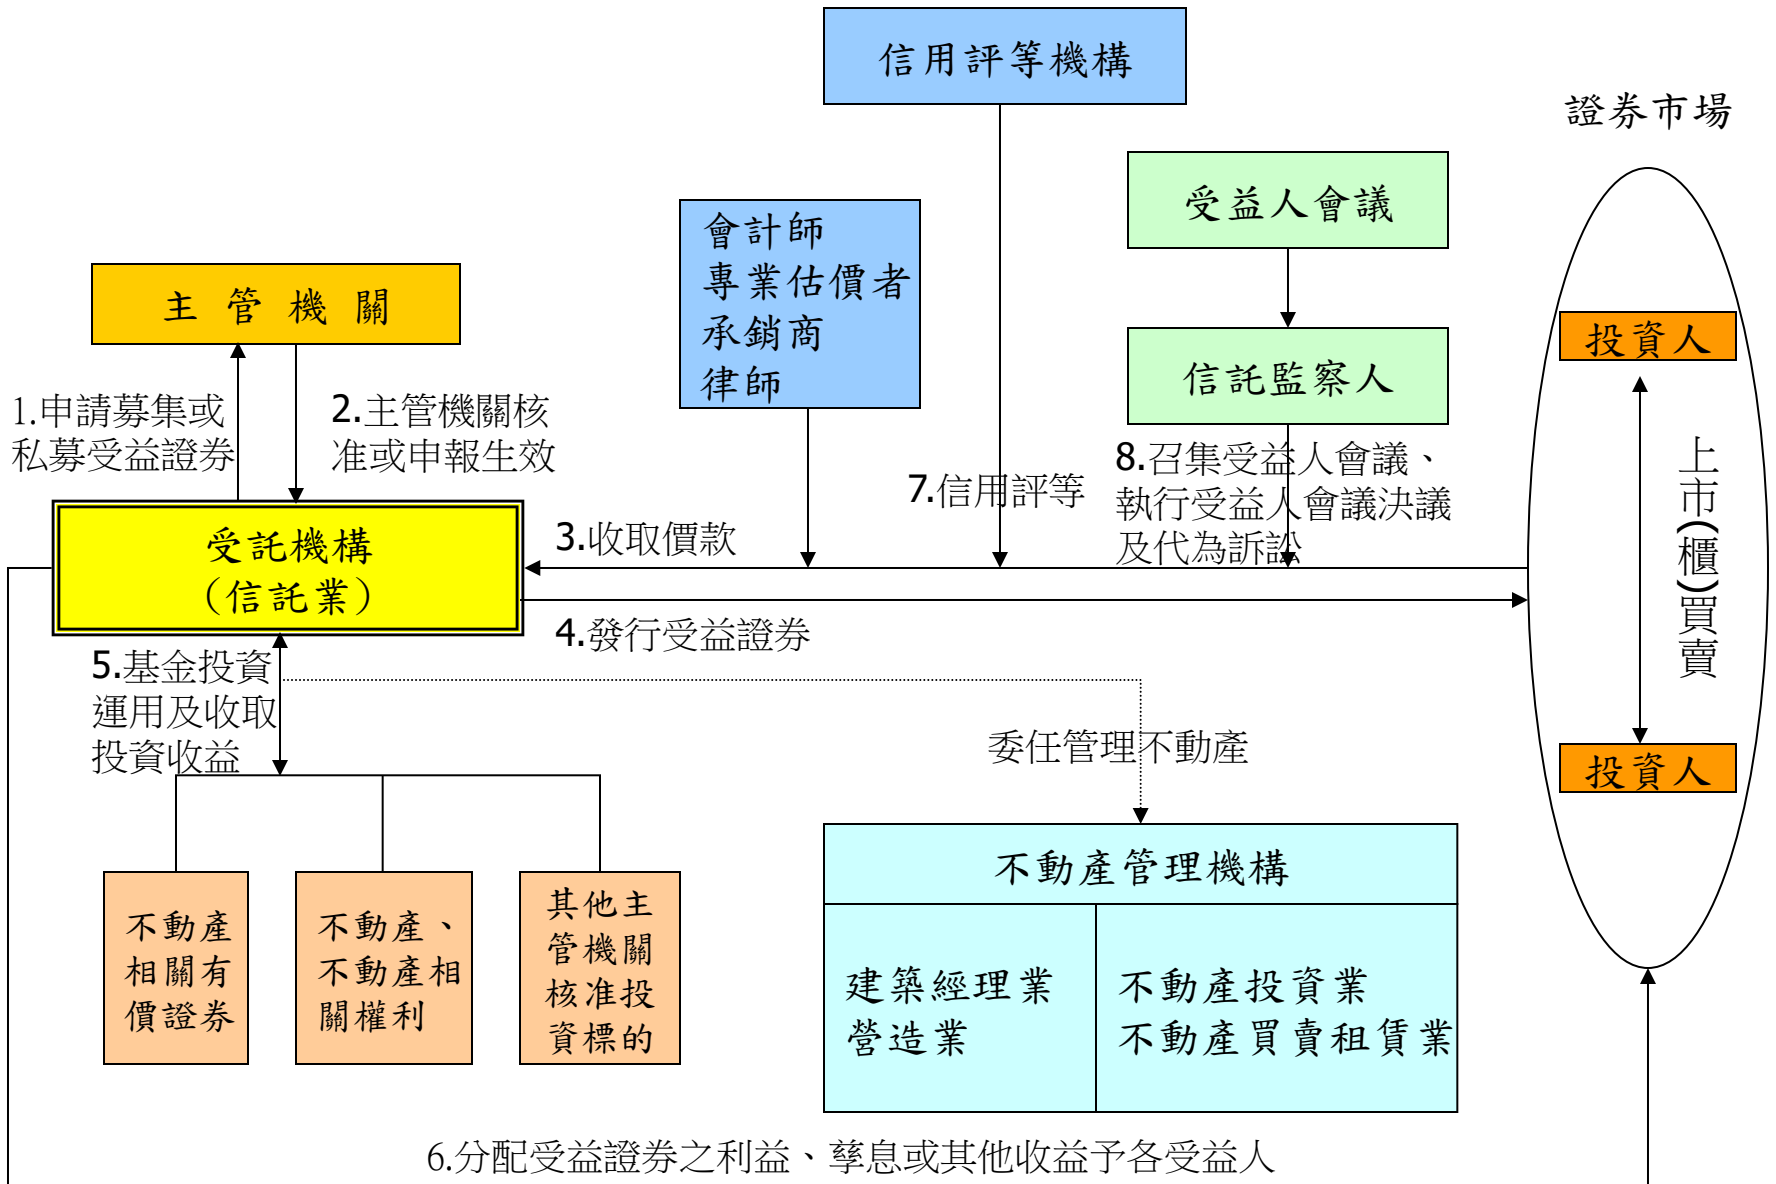 信用評等機構
證券市場
受益人會議
會計師
專業估價者
承銷商
律師
主管機關
投資人
信託監察人
1.申請募集或
私募受益證券
2.主管機關核
准或申報生效
7.信用評等
8.召集受益人會議、
執行受益人會議決議
及代為訴訟
上市(櫃)買賣
受託機構
(信託業)
3.收取價款
4.發行受益證券
5.基金投資
運用及收取
投資收益
委任管理不動產
投資人
不動產
相關有
價證券
不動產、
不動產相
關權利
其他主
管機關
核准投
資標的
不動產管理機構
建築經理業
營造業
不動產投資業
不動產買賣租賃業
6.分配受益證券之利益、孳息或其他收益予各受益人